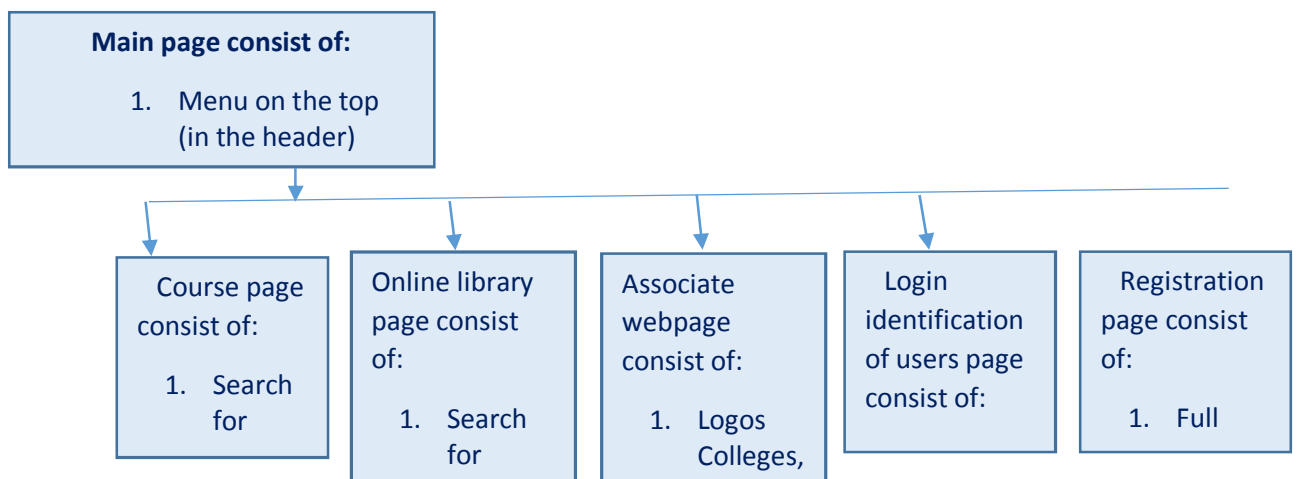 Main page consist of:
1. Menu on the top
(in the header)
Course page
consist of:
1. Search
for
Online library
page consist
of:
1. Search
for
Associate
webpage
consist of:
1. Logos
Colleges,
Login
identification
of users page
consist of:
Registration
page consist
of:
1. Full